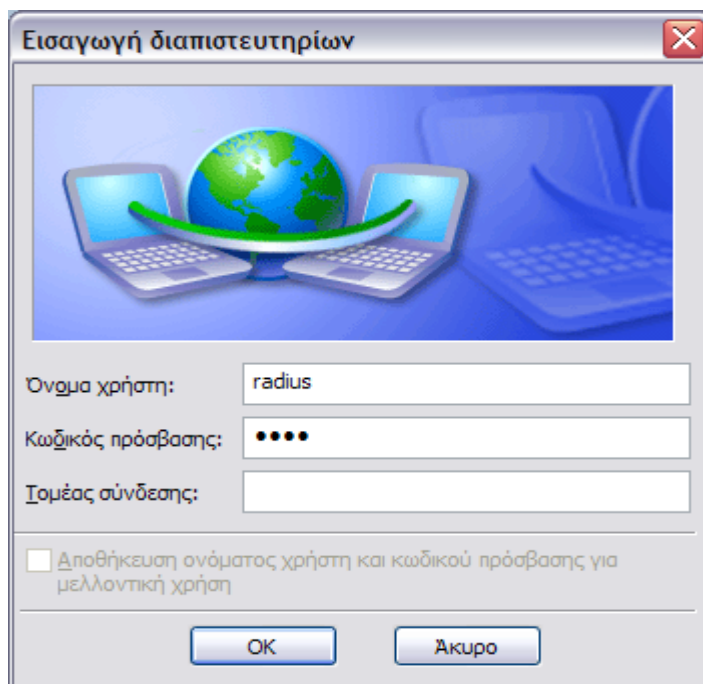 Εισαγωγή διαπιστευτηρίων
Όνομα χρήστη:
radius
Κωδικός πρόσβασης:
••••
Τομέας σύνδεσης:
Αποθήκευση ονόματος χρήστη και κωδικού πρόσβασης για
μελλοντική χρήση
OK
Άκυρο